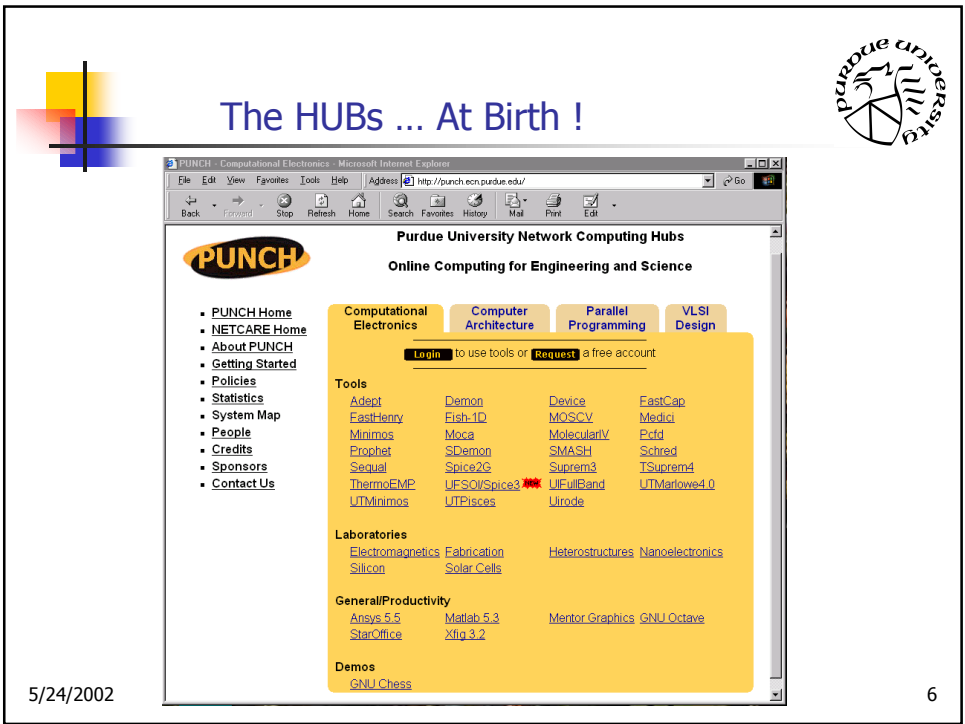 The HUBs ... At Birth !
PURDUE UNIVERSITY
PUNCH - Computational Electronics - Microsoft Internet Explorer
File Edit View Favorites Tools Help Address http://punch.ecn.purdue.edu/ Go
Back Forward Stop Refresh Home Search Favorites History Mail Print Edit
PUNCH
Purdue University Network Computing Hubs
Online Computing for Engineering and Science
PUNCH Home
NETCARE Home
About PUNCH
Getting Started
Policies
Statistics
System Map
People
Credits
Sponsors
Contact Us
Computational Electronics
Computer Architecture
Parallel Programming
VLSI Design
Login to use tools or Request a free account
Tools
Adept Demon Device FastCap
FastHenry Fish-1D MOSCV Medici
Minimos Moca MolecularIV Pcfd
Prophet SDemon SMASH Schred
Sequal Spice2G Suprem3 TSuprem4
ThermoEMP UFSOI/Spice3 UIFullBand UTMarlowe4.0
UTMinimos UTPisces Uirode
Laboratories
Electromagnetics Fabrication Heterostructures Nanoelectronics
Silicon Solar Cells
General/Productivity
Ansys 5.5 Matlab 5.3 Mentor Graphics GNU Octave
StarOffice Xfig 3.2
Demos
GNU Chess
5/24/2002
6